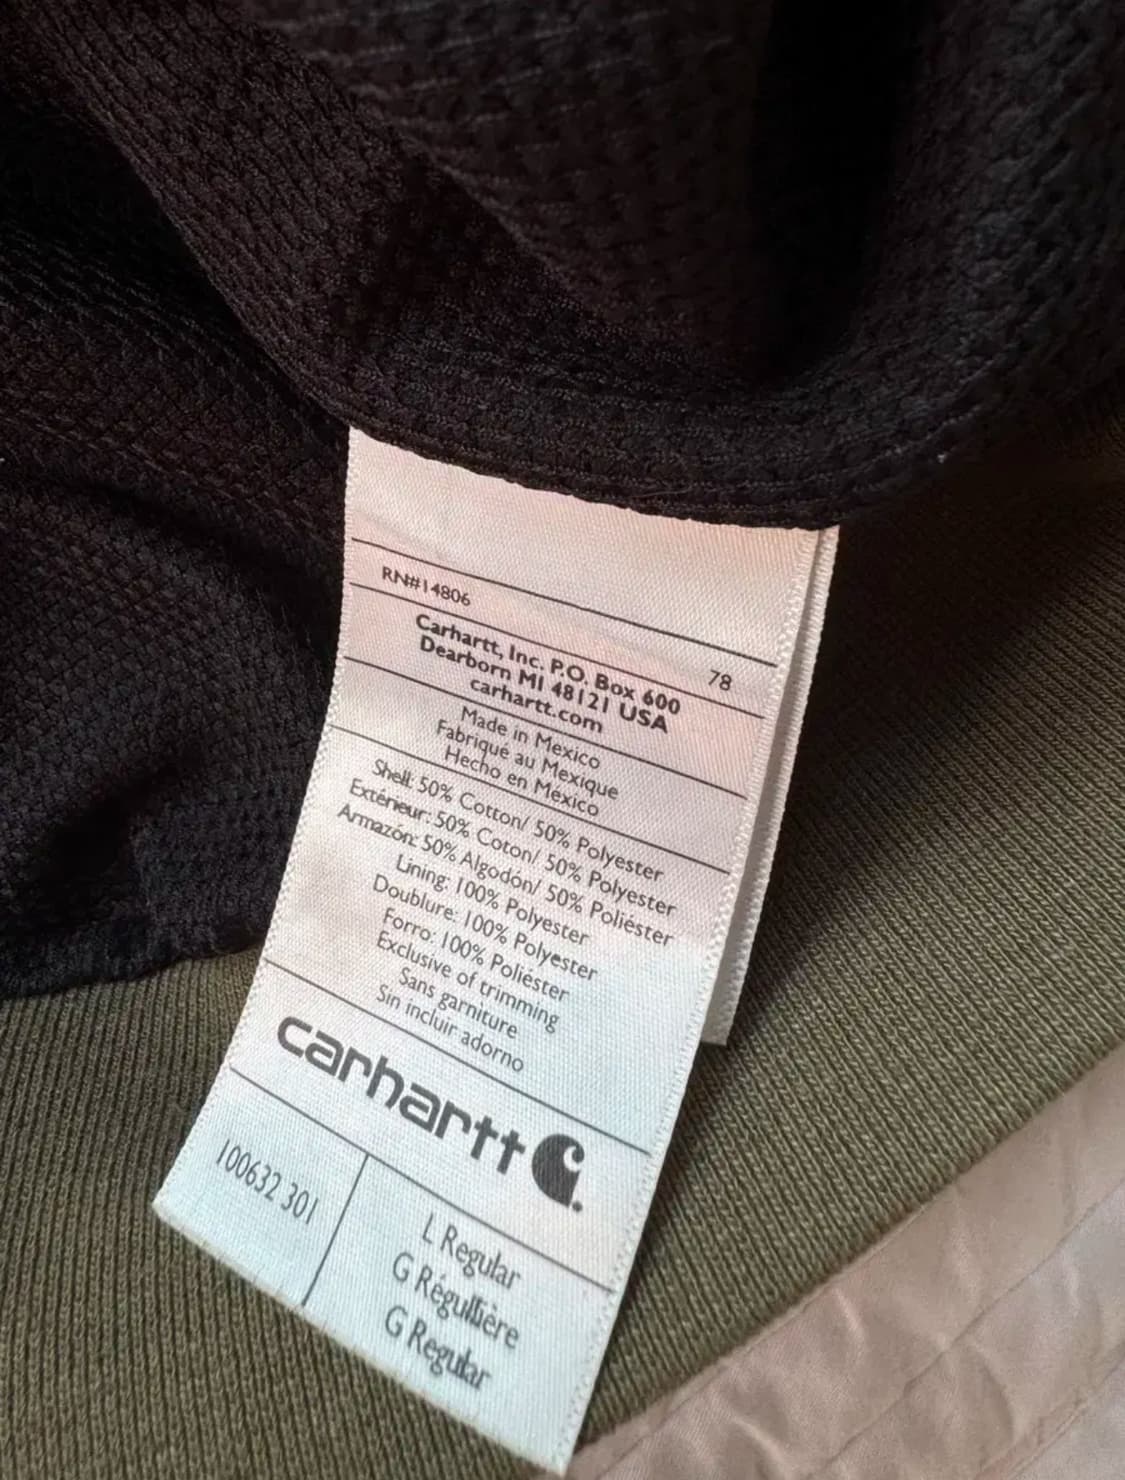 RN#14806
78
Carhartt, Inc. P.O. Box 600
Dearborn MI 48121 USA
carhartt.com
Made in Mexico
Fabriqué au Mexique
Hecho en México
Shell: 50% Cotton/ 50% Polyester
Extérieur: 50% Coton/ 50% Polyester
Armazón: 50% Algodón/ 50% Poliéster
Lining: 100% Polyester
Doublure: 100% Polyester
Forro: 100% Poliéster
Exclusive of trimming
Sans garniture
Sin incluir adorno
carhartt
100632 301
L Regular
G Régullière
G Regular